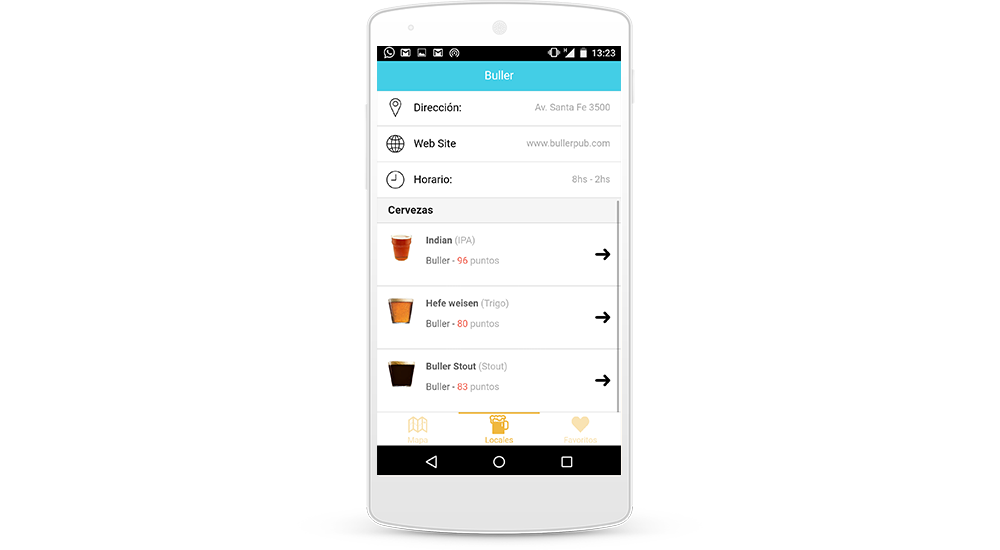 13:23
Buller
Dirección: Av. Santa Fe 3500
Web Site www.bullerpub.com
Horario: 8hs - 2hs
Cervezas
Indian (IPA)
Buller - 96 puntos
Hefe weisen (Trigo)
Buller - 80 puntos
Buller Stout (Stout)
Buller - 83 puntos
Mapa Locales Favoritos